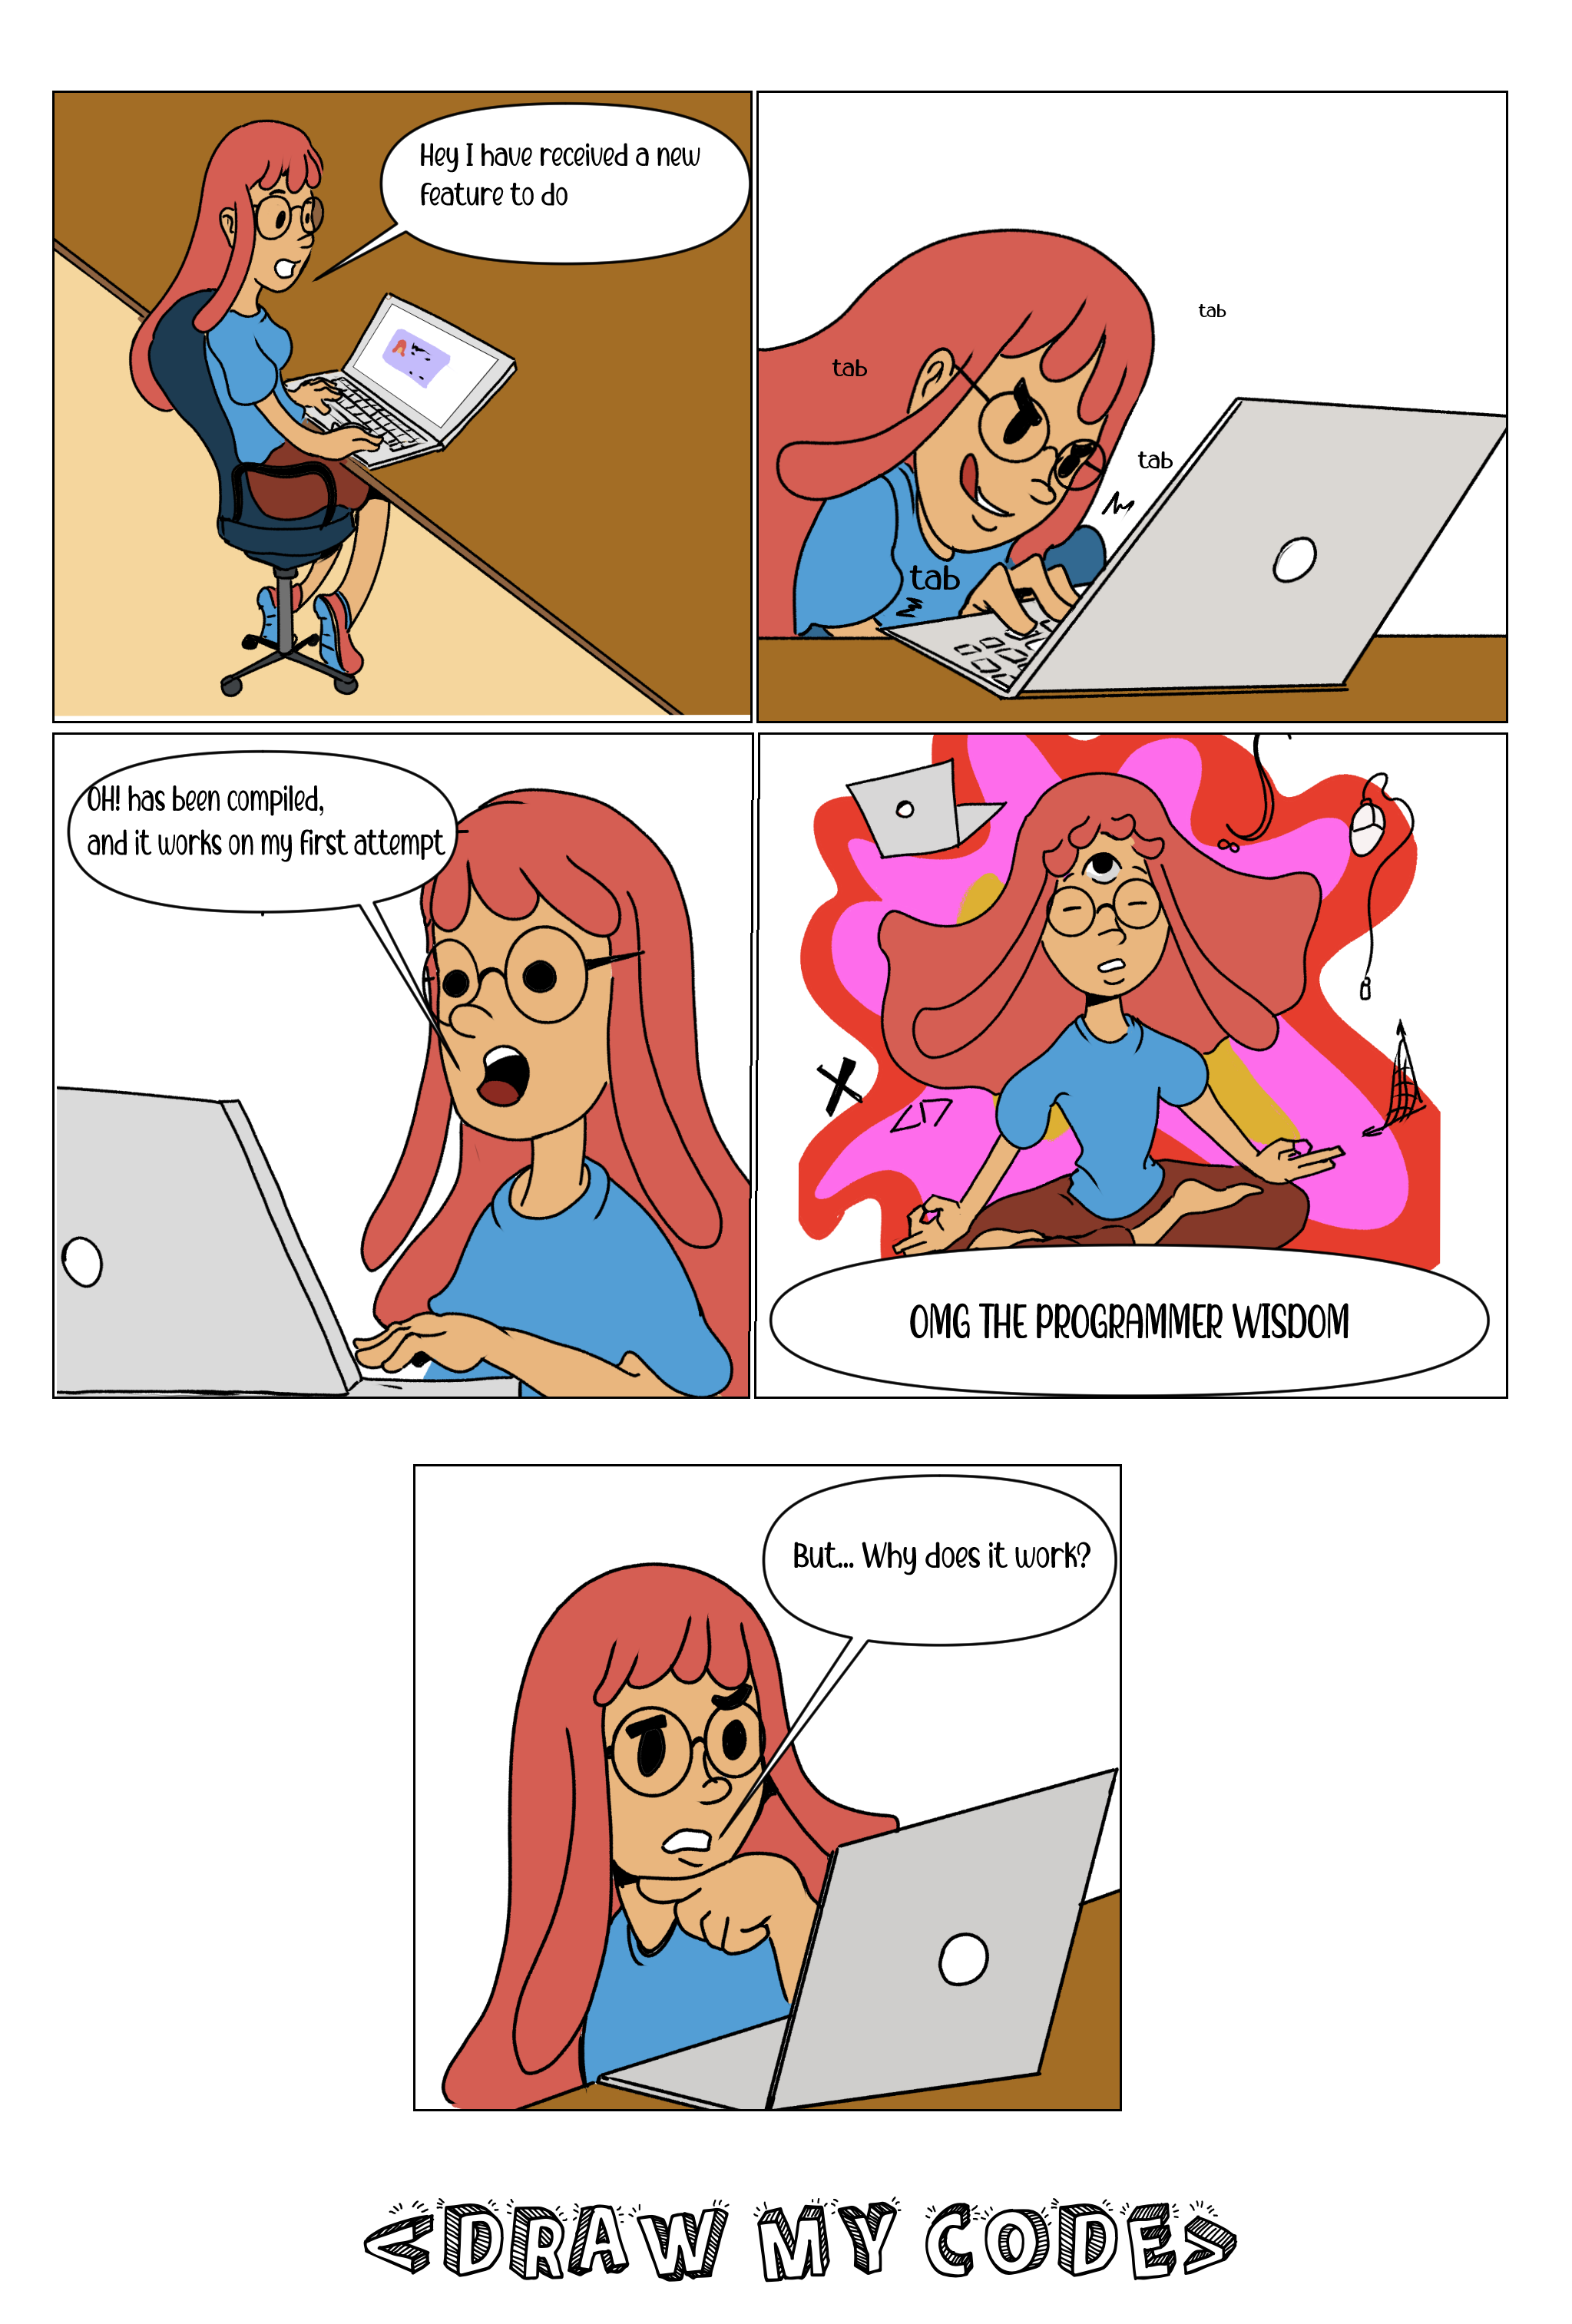 Hey I have received a new
feature to do
tab
tab
tab
tab
OH! has been compiled,
and it works on my first attempt
</>
OMG THE PROGRAMMER WISDOM
But... Why does it work?
<DRAW MY CODE>